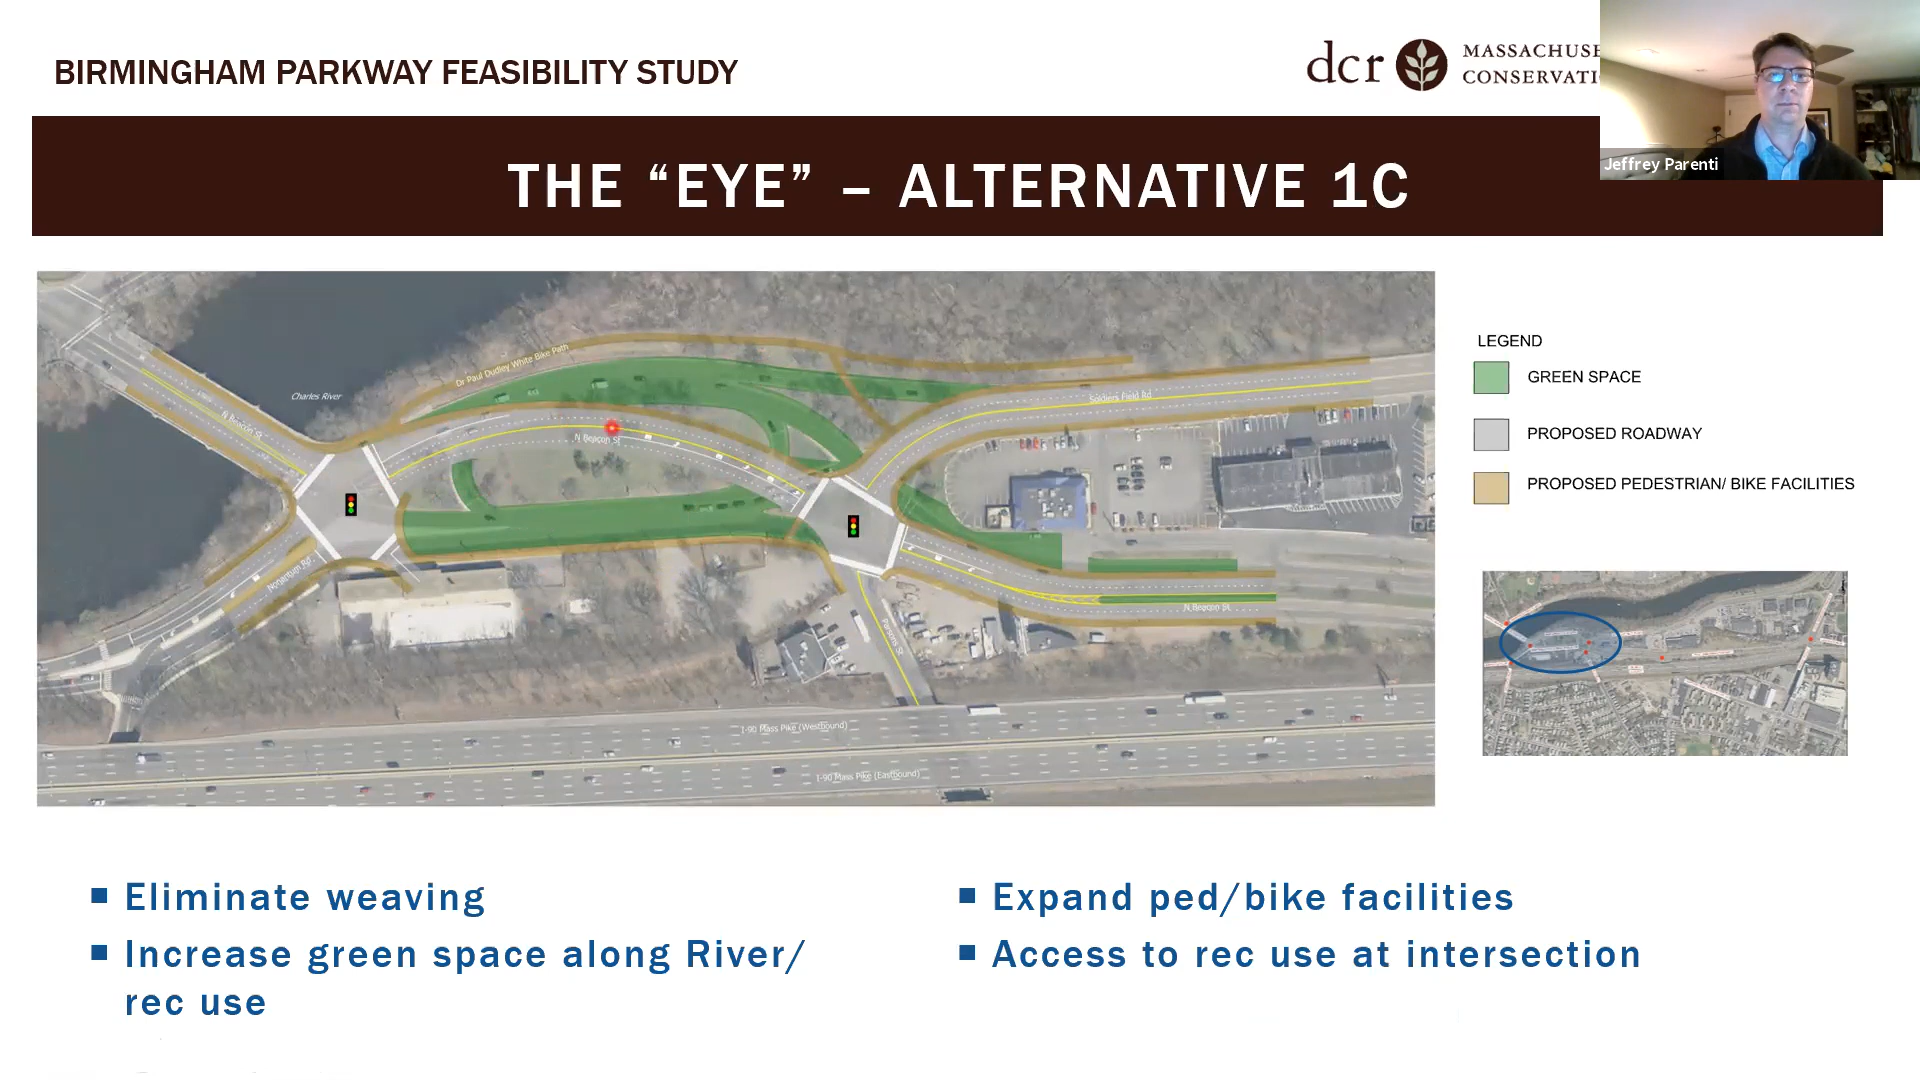 BIRMINGHAM PARKWAY FEASIBILITY STUDY
dcr
MASSACHUSE
CONSERVATI
Jeffrey Parenti
THE “EYE” – ALTERNATIVE 1C
Dr Paul Dudley White Bike Path
Charles River
N Beacon St
N Beacon St
Soldiers Field Rd
Nonantum Rd
N Beacon St
Parsons St
I-90 Mass Pike (Westbound)
I-90 Mass Pike (Eastbound)
LEGEND
GREEN SPACE
PROPOSED ROADWAY
PROPOSED PEDESTRIAN/ BIKE FACILITIES
■ Eliminate weaving
■ Increase green space along River/
rec use
■ Expand ped/bike facilities
■ Access to rec use at intersection